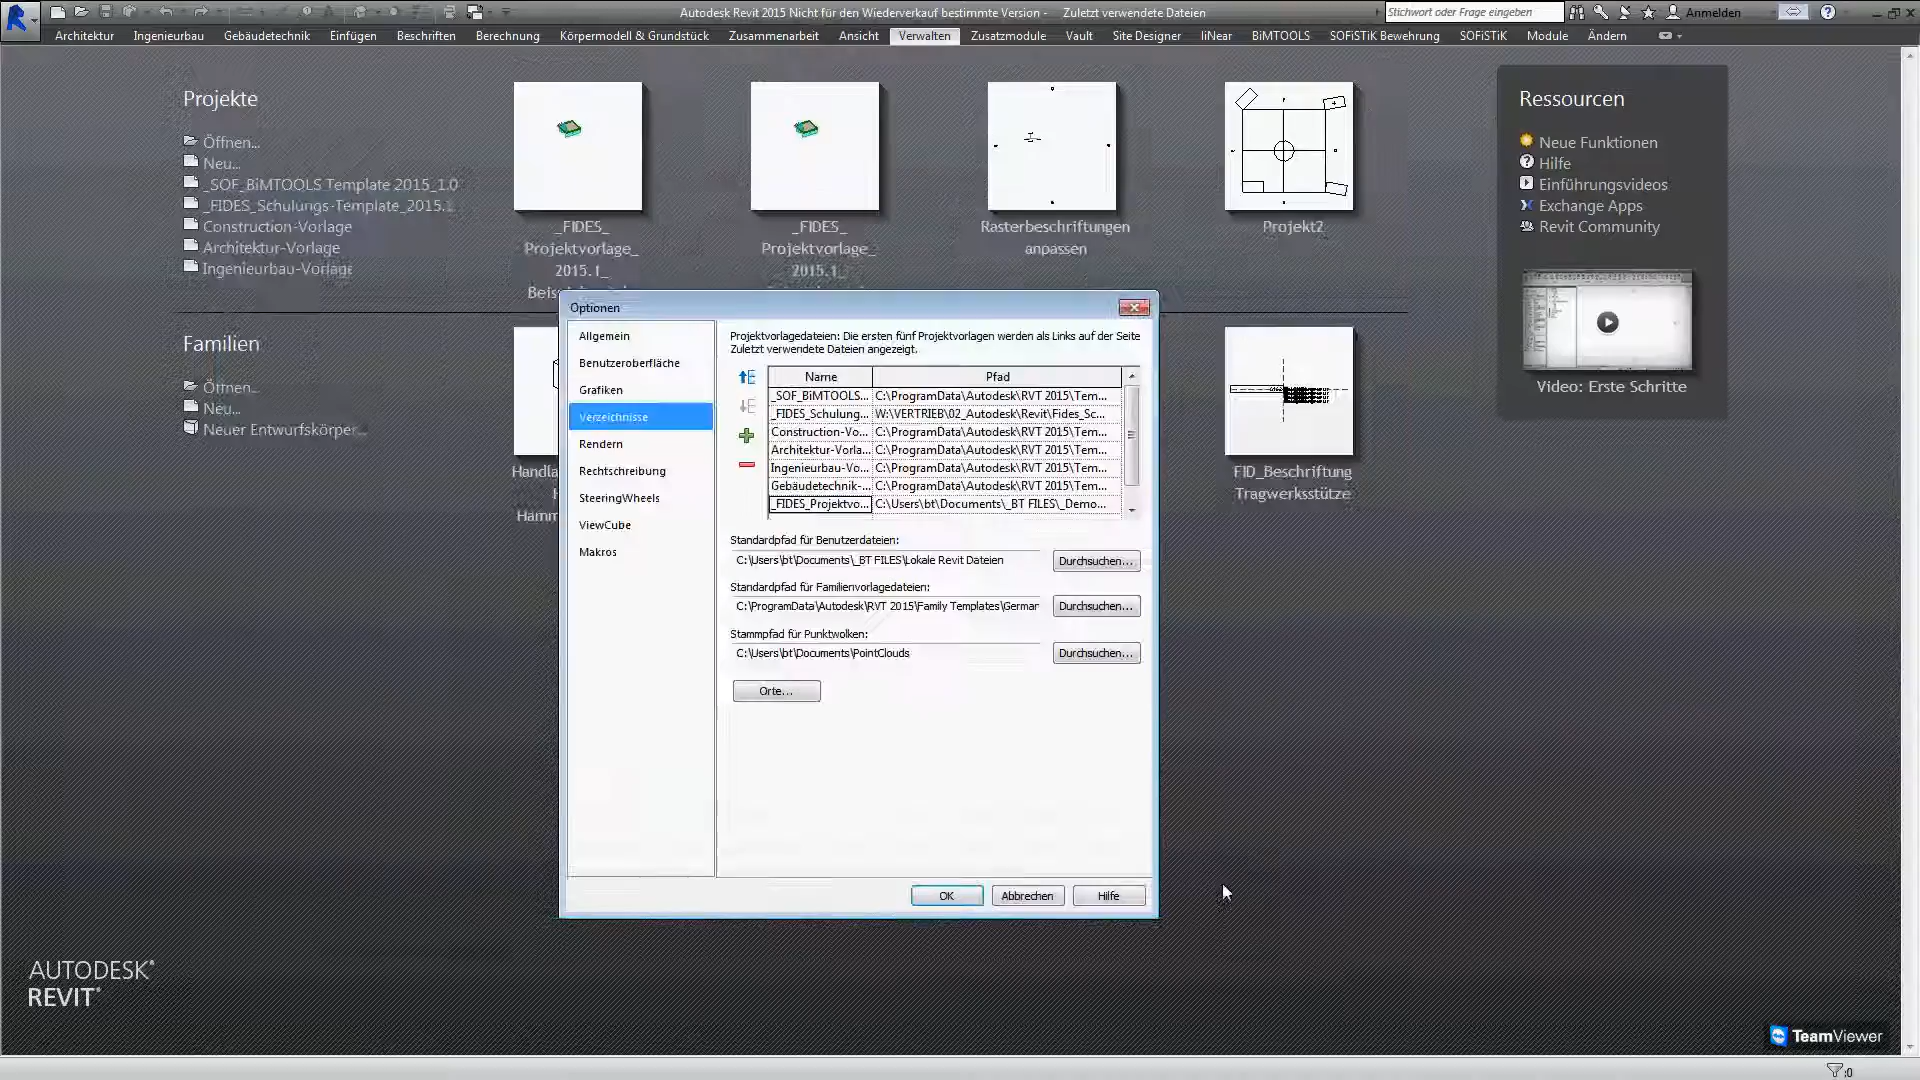 Autodesk Revit 2015 Nicht für den Wiederverkauf bestimmte Version - Zuletzt verwendete Dateien
Stichwort oder Frage eingeben
Anmelden
Architektur Ingenieurbau Gebäudetechnik Einfügen Beschriften Berechnung Körpermodell & Grundstück Zusammenarbeit Ansicht Verwalten Zusatzmodule Vault Site Designer liNear BiMTOOLS SOFiSTiK Bewehrung SOFiSTiK Module Ändern
Projekte
Öffnen...
Neu...
_SOF_BiMTOOLS Template 2015_1.0
_FIDES_Schulungs-Template_2015.1...
Construction-Vorlage
Architektur-Vorlage
Ingenieurbau-Vorlage
_FIDES_
Projektvorlage_
2015.1_
_FIDES_
Projektvorlage_
2015.1_
Rasterbeschriftungen
anpassen
Projekt2
Ressourcen
Neue Funktionen
Hilfe
Einführungsvideos
Exchange Apps
Revit Community
Video: Erste Schritte
Familien
Öffnen...
Neu...
Neuer Entwurfskörper...
FID_Beschriftung
Tragwerksstütze
Optionen
Allgemein
Benutzeroberfläche
Grafiken
Verzeichnisse
Rendern
Rechtschreibung
SteeringWheels
ViewCube
Makros
Projektvorlagedateien: Die ersten fünf Projektvorlagen werden als Links auf der Seite
Zuletzt verwendete Dateien angezeigt.
Name Pfad
_SOF_BiMTOOLS... C:\ProgramData\Autodesk\RVT 2015\Tem...
_FIDES_Schulung... W:\VERTRIEB\02_Autodesk\Revit\Fides_Sc...
Construction-Vo... C:\ProgramData\Autodesk\RVT 2015\Tem...
Architektur-Vorla... C:\ProgramData\Autodesk\RVT 2015\Tem...
Ingenieurbau-Vo... C:\ProgramData\Autodesk\RVT 2015\Tem...
Gebäudetechnik-... C:\ProgramData\Autodesk\RVT 2015\Tem...
_FIDES_Projektvo... C:\Users\bt\Documents\_BT FILES\_Demo...
Standardpfad für Benutzerdateien:
C:\Users\bt\Documents\_BT FILES\Lokale Revit Dateien Durchsuchen...
Standardpfad für Familienvorlagedateien:
C:\ProgramData\Autodesk\RVT 2015\Family Templates\German Durchsuchen...
Stammpfad für Punktwolken:
C:\Users\bt\Documents\PointClouds Durchsuchen...
Orte...
OK Abbrechen Hilfe
AUTODESK®
REVIT®
TeamViewer
:0